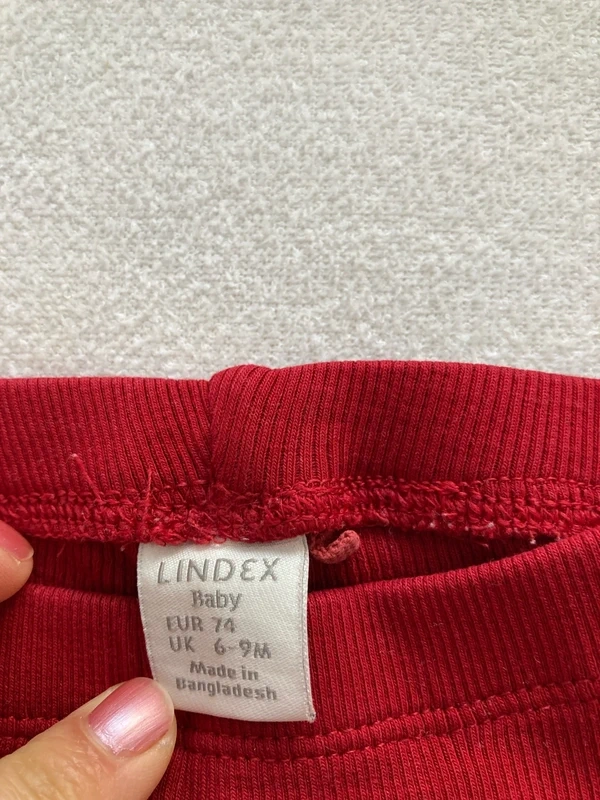 LINDEX
Baby
EUR 74
UK 6-9M
Made in
Bangladesh